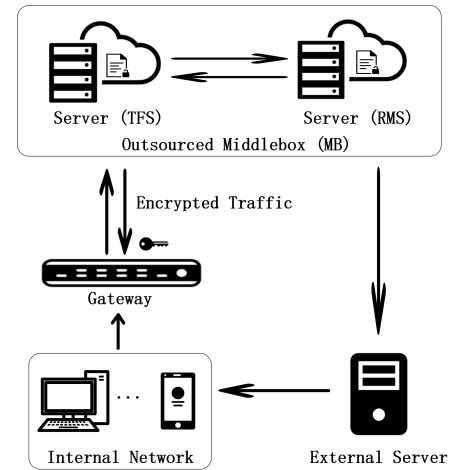 Server (TFS)
Server (RMS)
Outsourced Middlebox (MB)
Encrypted Traffic
Gateway
...
Internal Network
External Server